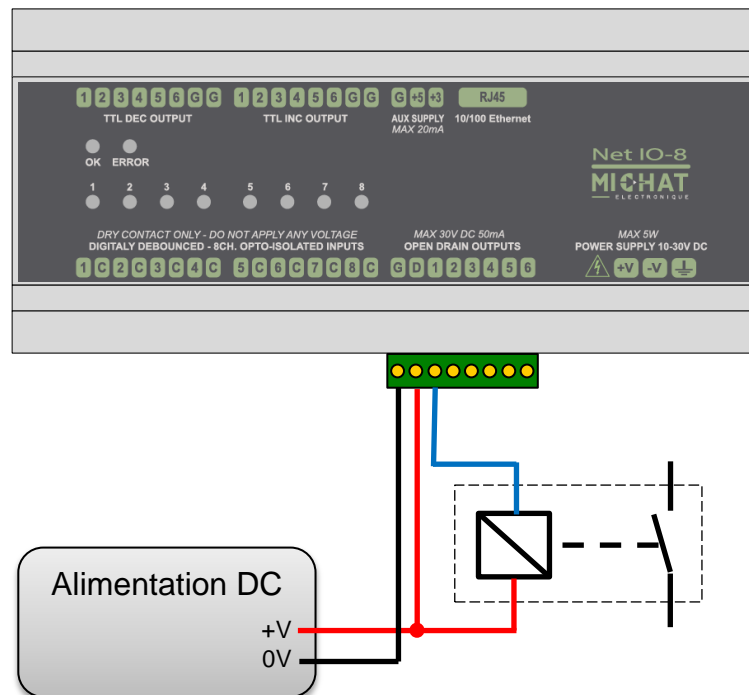 1 2 3 4 5 6 G G 1 2 3 4 5 6 G G G +5 +3 RJ45
TTL DEC OUTPUT TTL INC OUTPUT AUX SUPPLY 10/100 Ethernet
MAX 20mA
OK ERROR
Net IO-8
MICHAT
ELECTRONIQUE
1 2 3 4 5 6 7 8
DRY CONTACT ONLY - DO NOT APPLY ANY VOLTAGE MAX 30V DC 50mA MAX 5W
DIGITALY DEBOUNCED - 8CH. OPTO-ISOLATED INPUTS OPEN DRAIN OUTPUTS POWER SUPPLY 10-30V DC
1 C 2 C 3 C 4 C 5 C 6 C 7 C 8 C G D 1 2 3 4 5 6 +V -V
Alimentation DC
+V
0V